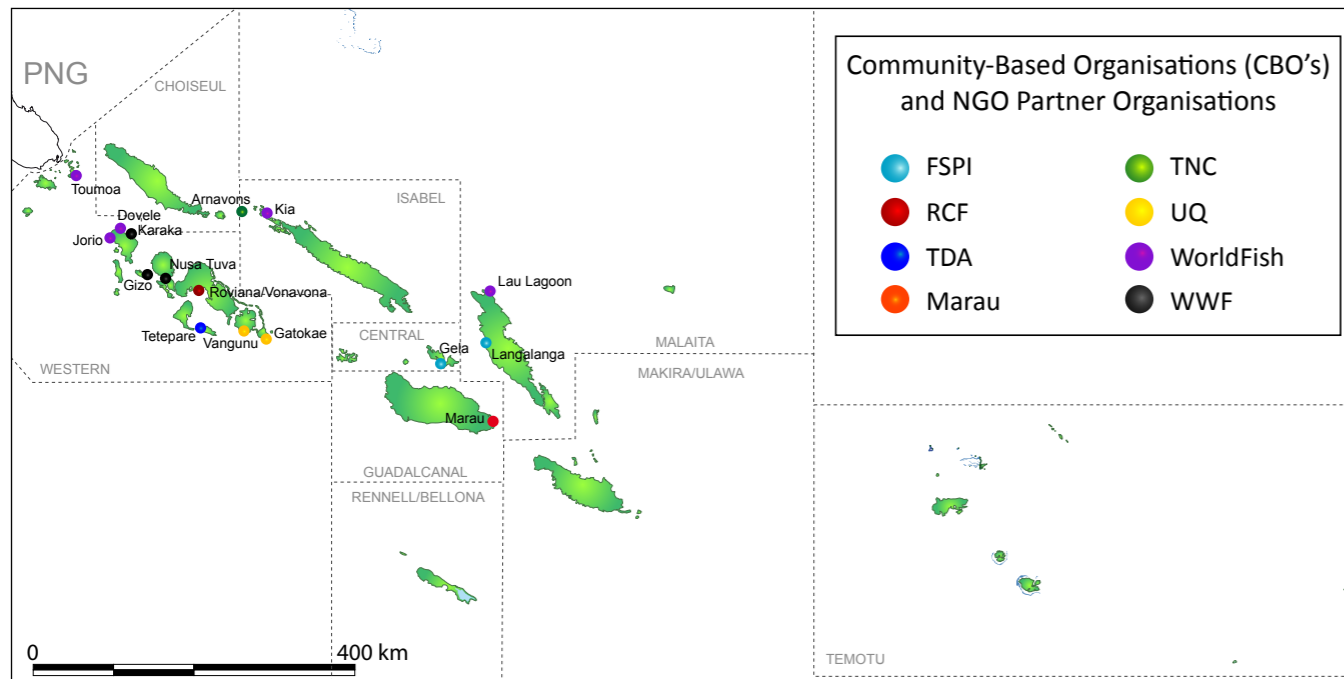 PNG
CHOISEUL
Toumoa
Arnavons
Kia
ISABEL
Dovele
Karaka
Jorio
Nusa Tuva
Gizo
Roviana/Vonavona
Lau Lagoon
Tetepare
Vangunu
Gatokae
CENTRAL
Gela
Langalanga
MALAITA
WESTERN
MAKIRA/ULAWA
Marau
GUADALCANAL
RENNELL/BELLONA
TEMOTU
0
400 km
Community-Based Organisations (CBO's)
and NGO Partner Organisations
FSPI
TNC
RCF
UQ
TDA
WorldFish
Marau
WWF